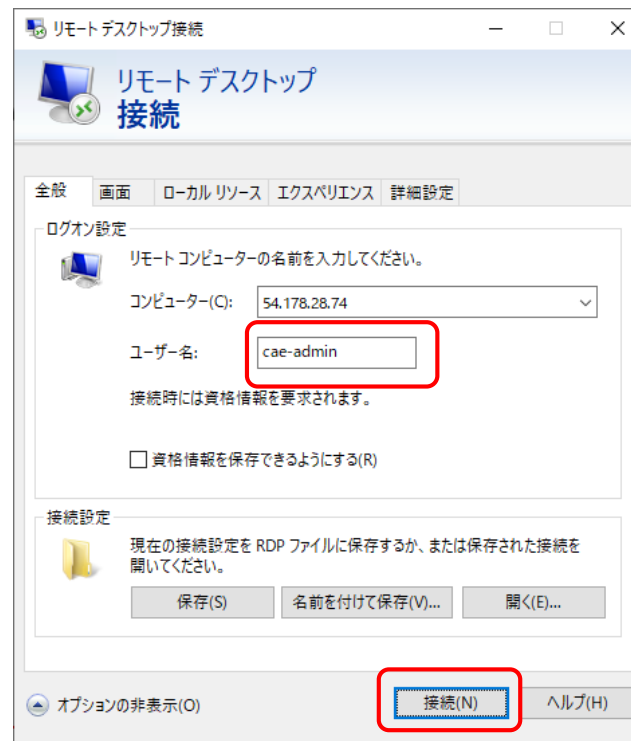 リモート デスクトップ接続
リモート デスクトップ
接続
全般 画面 ローカル リソース エクスペリエンス 詳細設定
ログオン設定
リモート コンピューターの名前を入力してください。
コンピューター(C): 54.178.28.74
ユーザー名: cae-admin
接続時には資格情報を要求されます。
資格情報を保存できるようにする(R)
接続設定
現在の接続設定を RDP ファイルに保存するか、または保存された接続を
開いてください。
保存(S) 名前を付けて保存(V)... 開く(E)...
オプションの非表示(O) 接続(N) ヘルプ(H)